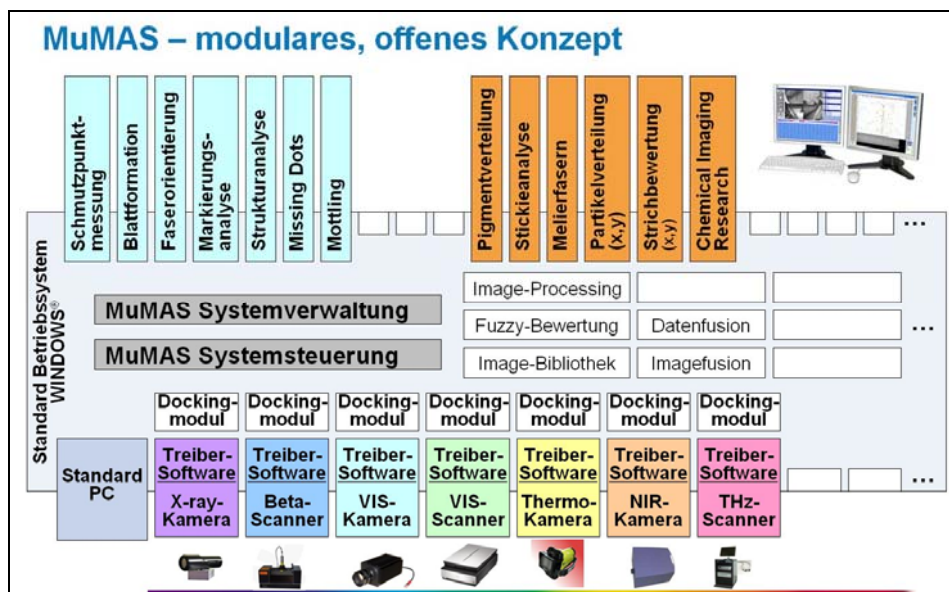 MuMAS – modulares, offenes Konzept
Schmutzpunkt-
messung
Blattformation
Faserorientierung
Markierungs-
analyse
Strukturanalyse
Missing Dots
Mottling
Pigmentverteilung
Stickieanalyse
Melierfasern
Partikelverteilung
(x,y)
Strichbewertung
(x,y)
Chemical Imaging
Research
...
Standard Betriebssystem
WINDOWS®
MuMAS Systemverwaltung
MuMAS Systemsteuerung
Image-Processing
Fuzzy-Bewertung
Datenfusion
...
Image-Bibliothek
Imagefusion
Docking-
modul
Docking-
modul
Docking-
modul
Docking-
modul
Docking-
modul
Docking-
modul
Docking-
modul
Standard
PC
Treiber-
Software
X-ray-
Kamera
Treiber-
Software
Beta-
Scanner
Treiber-
Software
VIS-
Kamera
Treiber-
Software
VIS-
Scanner
Treiber-
Software
Thermo-
Kamera
Treiber-
Software
NIR-
Kamera
Treiber-
Software
THz-
Scanner
...